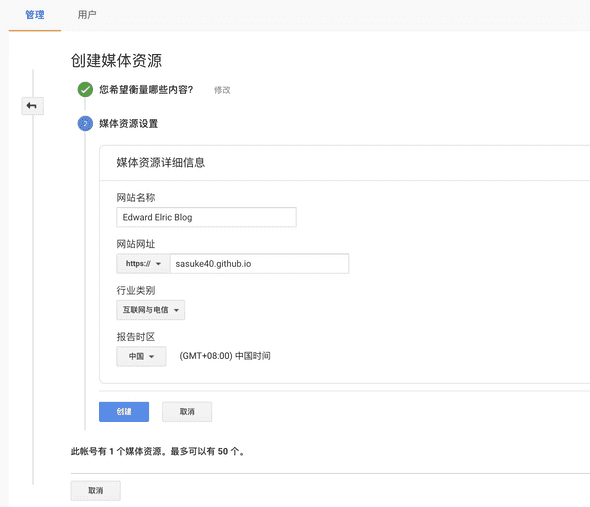 管理 用户
创建媒体资源
您希望衡量哪些内容? 修改
2 媒体资源设置
媒体资源详细信息
网站名称
Edward Elric Blog
网站网址
https:// sasuke40.github.io
行业类别
互联网与电信
报告时区
中国 (GMT+08:00) 中国时间
创建 取消
此帐号有 1 个媒体资源。最多可以有 50 个。
取消